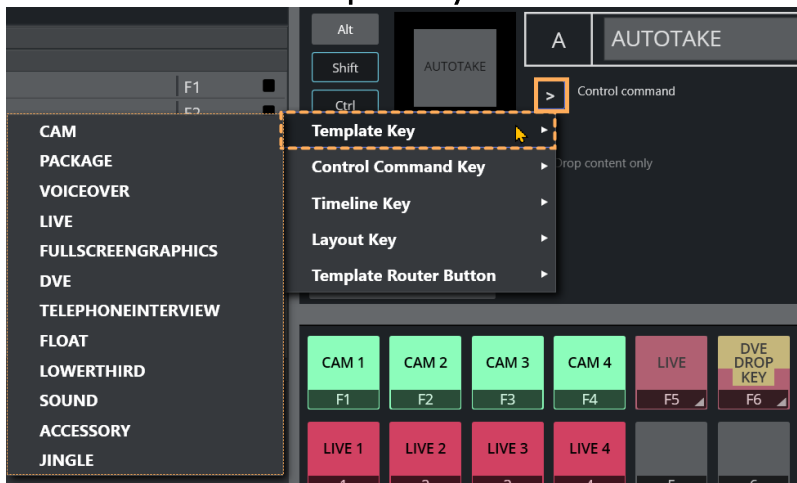 Alt
Shift
Ctrl
AUTOTAKE
A
AUTOTAKE
>
Control command
Drop content only
F1
F2
CAM
PACKAGE
VOICEOVER
LIVE
FULLSCREENGRAPHICS
DVE
TELEPHONEINTERVIEW
FLOAT
LOWERTHIRD
SOUND
ACCESSORY
JINGLE
Template Key
Control Command Key
Timeline Key
Layout Key
Template Router Button
CAM 1
CAM 2
CAM 3
CAM 4
LIVE
DVE
DROP
KEY
F1
F2
F3
F4
F5
F6
LIVE 1
LIVE 2
LIVE 3
LIVE 4